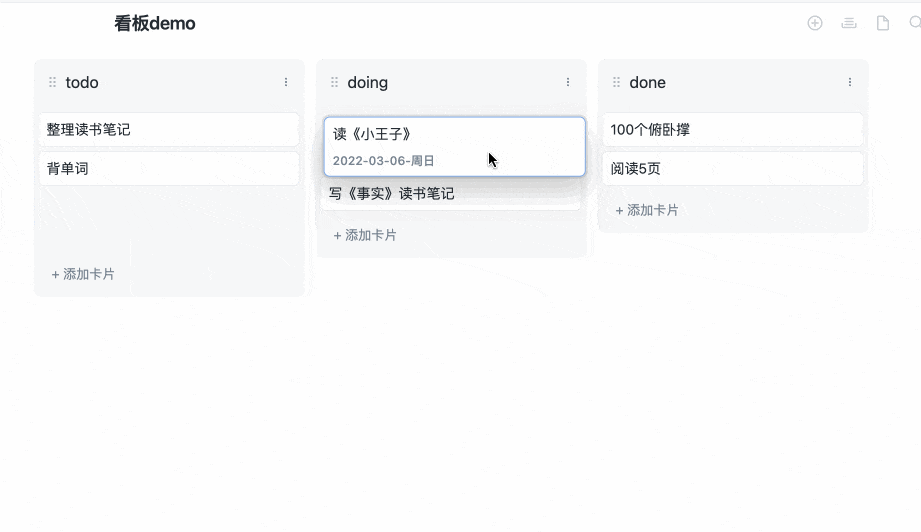 看板demo
todo
整理读书笔记
背单词
+ 添加卡片
doing
读《小王子》
2022-03-06-周日
写《事实》读书笔记
+ 添加卡片
done
100个俯卧撑
阅读5页
+ 添加卡片